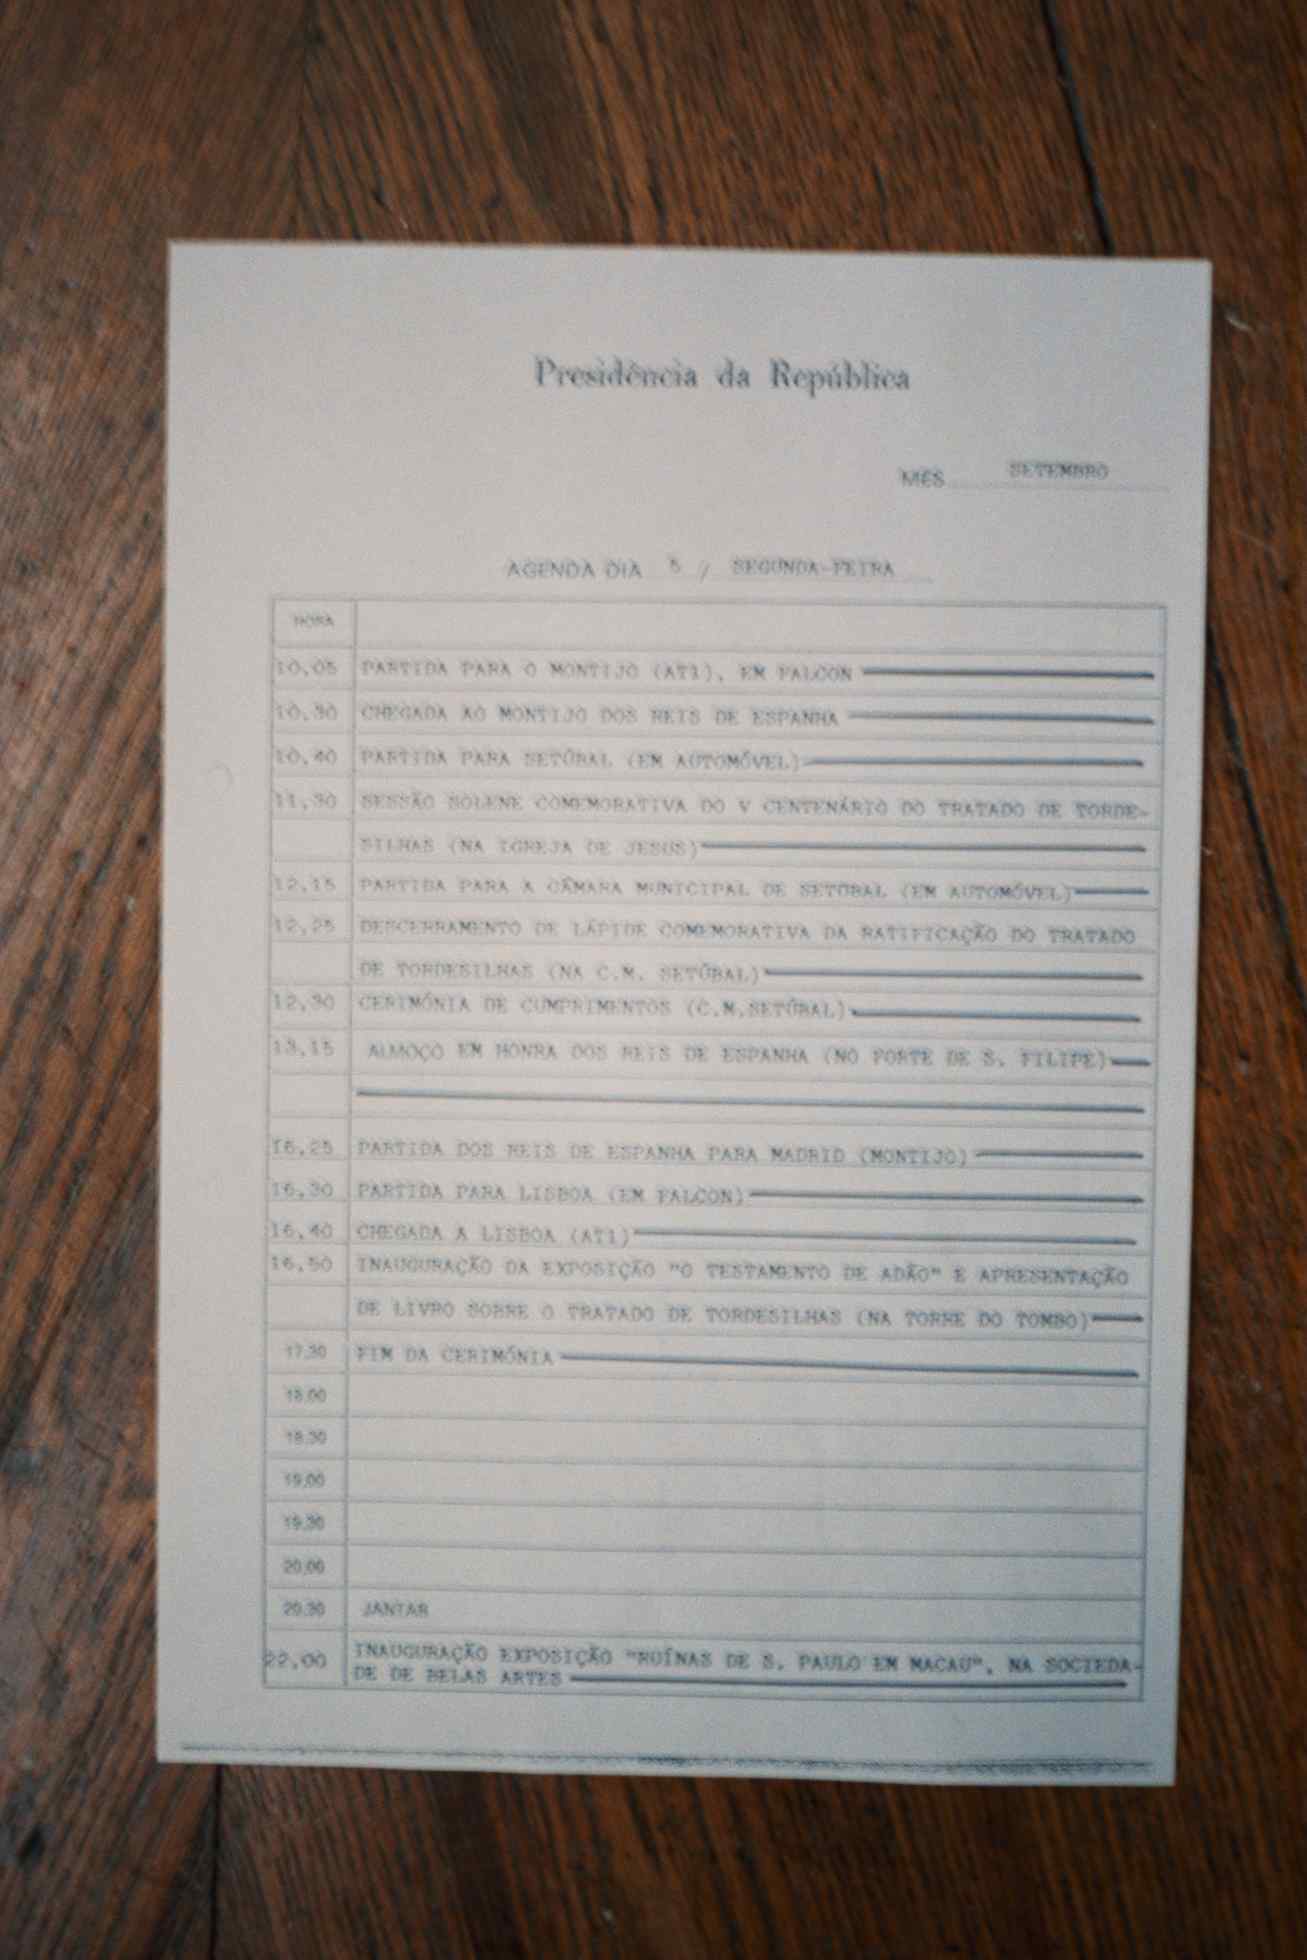 Presidência da República
MÊS SETEMBRO
AGENDA DIA 5 / SEGUNDA-FEIRA
HORA
10,05 PARTIDA PARA O MONTIJO (AT1), EM FALCON
10,30 CHEGADA AO MONTIJO DOS REIS DE ESPANHA
10,40 PARTIDA PARA SETÚBAL (EM AUTOMÓVEL)
11,30 SESSÃO SOLENE COMEMORATIVA DO V CENTENÁRIO DO TRATADO DE TORDE-
SILHAS (NA IGREJA DE JESUS)
12,15 PARTIDA PARA A CÂMARA MUNICIPAL DE SETÚBAL (EM AUTOMÓVEL)
12,25 DESCERRAMENTO DE LÁPIDE COMEMORATIVA DA RATIFICAÇÃO DO TRATADO
DE TORDESILHAS (NA C.M. SETÚBAL)
12,30 CERIMÓNIA DE CUMPRIMENTOS (C.M.SETÚBAL)
13,15 ALMOÇO EM HONRA DOS REIS DE ESPANHA (NO FORTE DE S. FILIPE)
16,25 PARTIDA DOS REIS DE ESPANHA PARA MADRID (MONTIJO)
16,30 PARTIDA PARA LISBOA (EM FALCON)
16,40 CHEGADA A LISBOA (AT1)
16,50 INAUGURAÇÃO DA EXPOSIÇÃO "O TESTAMENTO DE ADÃO" E APRESENTAÇÃO
DE LIVRO SOBRE O TRATADO DE TORDESILHAS (NA TORRE DO TOMBO)
17,30 FIM DA CERIMÓNIA
18,00
18,30
19,00
19,30
20,00
20,30 JANTAR
22,00 INAUGURAÇÃO EXPOSIÇÃO "RUÍNAS DE S. PAULO EM MACAU", NA SOCIEDA-
DE DE BELAS ARTES